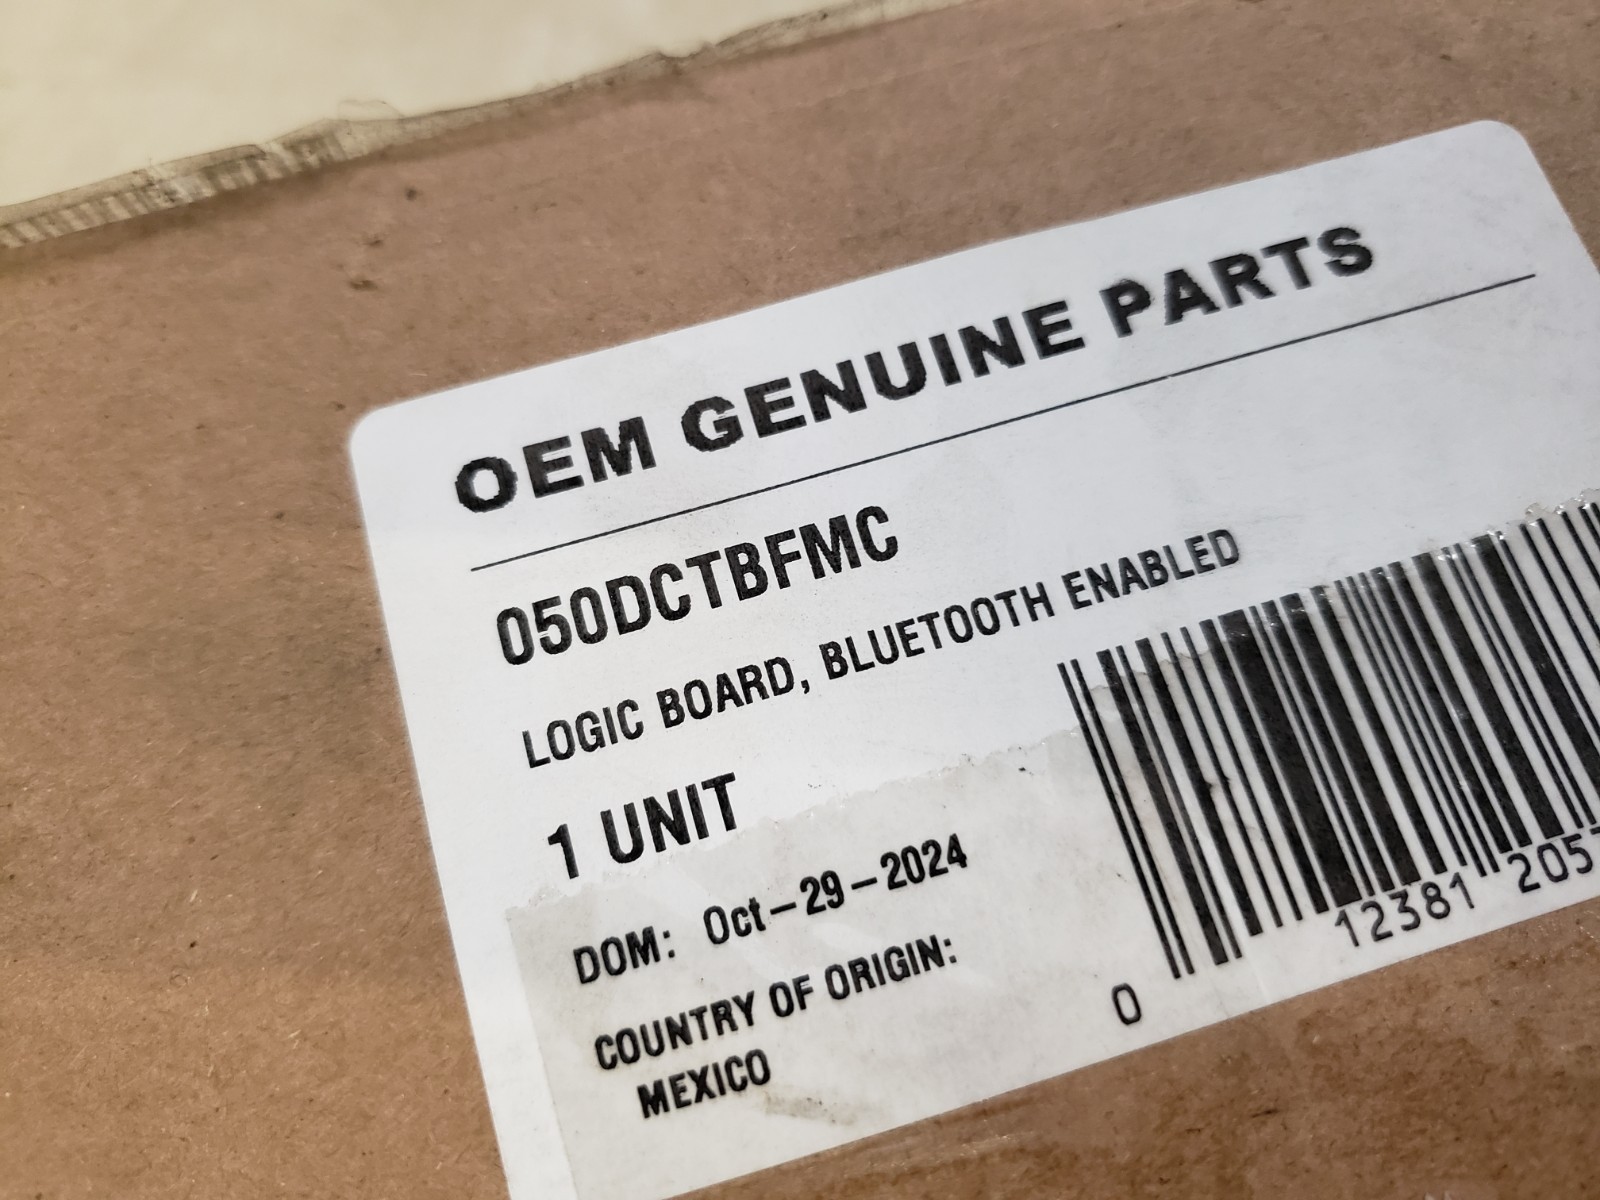 OEM GENUINE PARTS
050DCTBFMC
LOGIC BOARD, BLUETOOTH ENABLED
1 UNIT
DOM: Oct-29-2024
COUNTRY OF ORIGIN:
MEXICO
0 12381 205